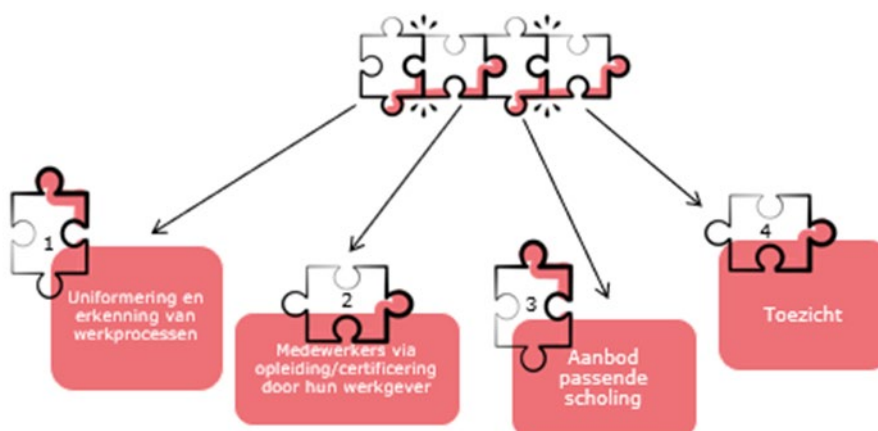 1
Uniformering en
erkenning van
werkprocessen
2
Medewerkers via
opleiding/certificering
door hun werkgever
3
Aanbod
passende
scholing
4
Toezicht